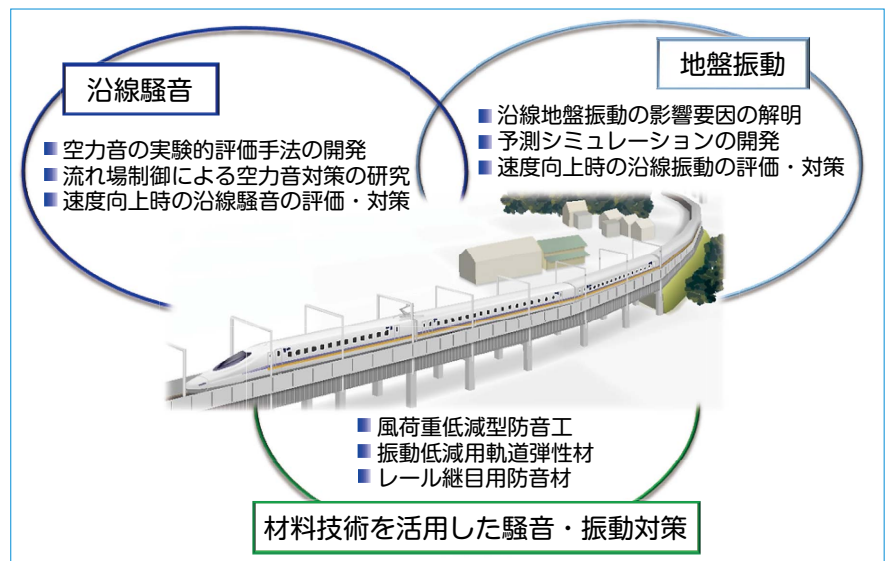 沿線騒音
空力音の実験的評価手法の開発
流れ場制御による空力音対策の研究
速度向上時の沿線騒音の評価・対策
地盤振動
沿線地盤振動の影響要因の解明
予測シミュレーションの開発
速度向上時の沿線振動の評価・対策
風荷重低減型防音工
振動低減用軌道弾性材
レール継目用防音材
材料技術を活用した騒音・振動対策